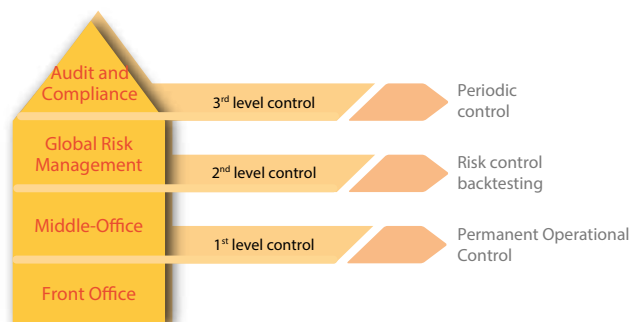 Audit and
Compliance
3rd level control
Periodic
control
Global Risk
Management
2nd level control
Risk control
backtesting
Middle-Office
1st level control
Permanent Operational
Control
Front Office